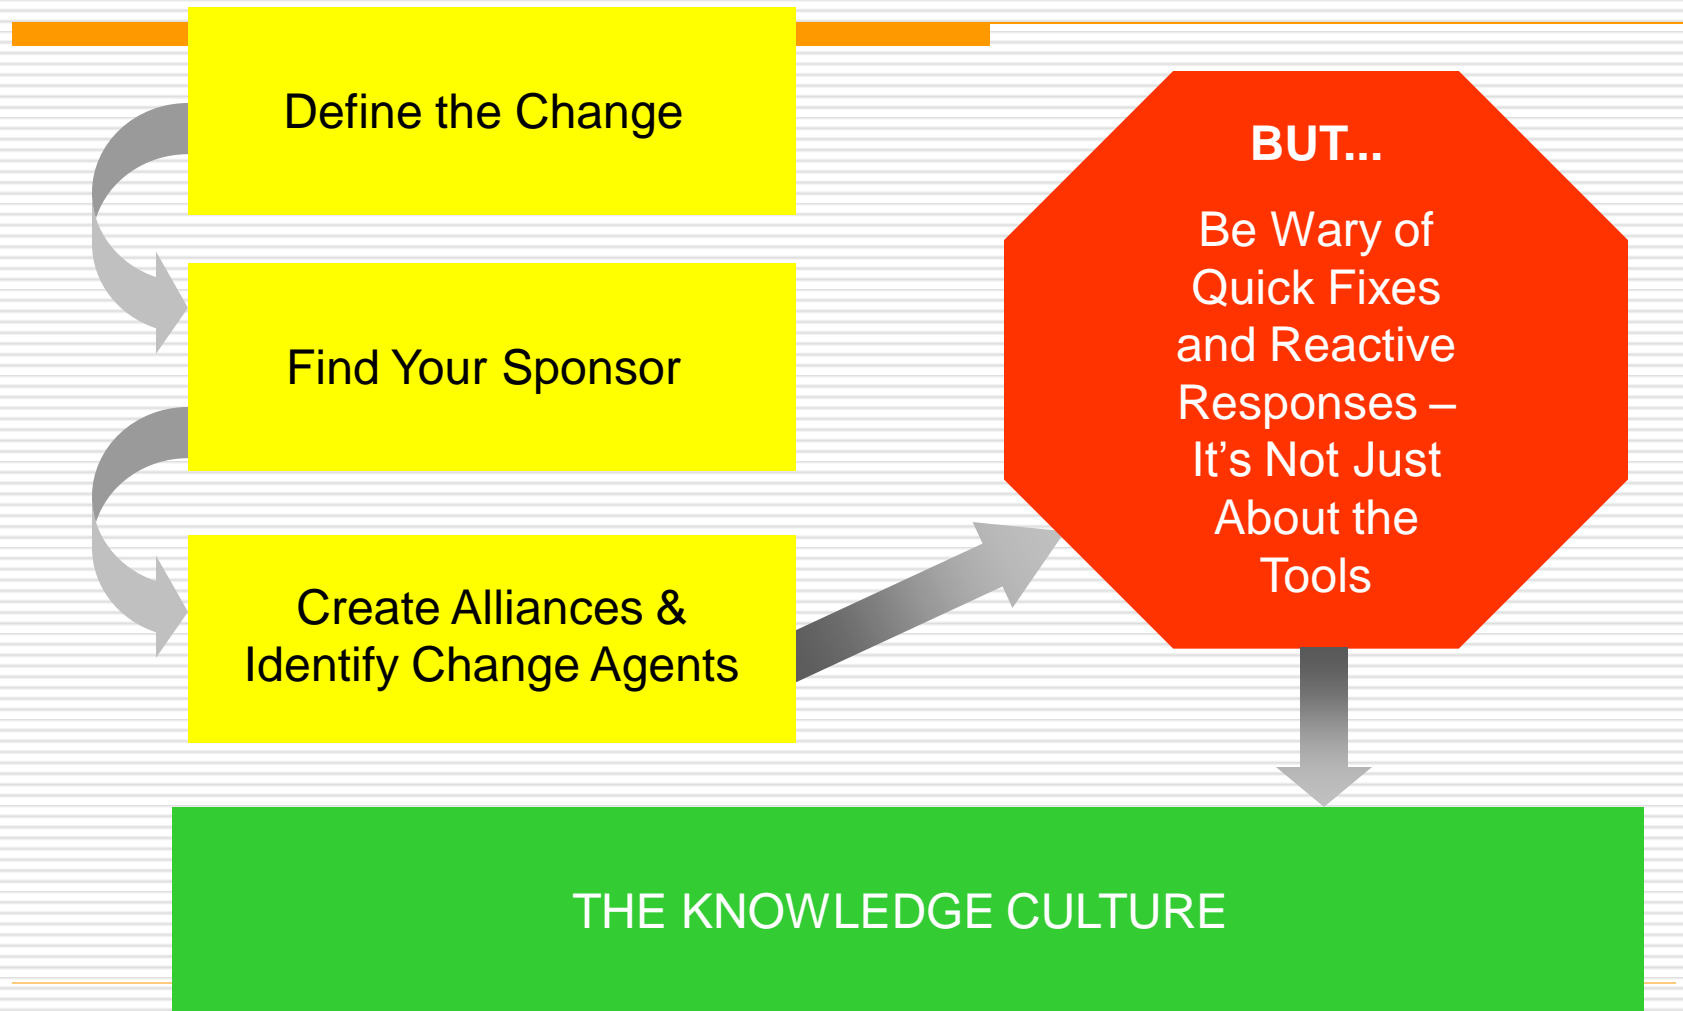 Define the Change
Find Your Sponsor
Create Alliances &
Identify Change Agents
BUT...
Be Wary of
Quick Fixes
and Reactive
Responses –
It’s Not Just
About the
Tools
THE KNOWLEDGE CULTURE